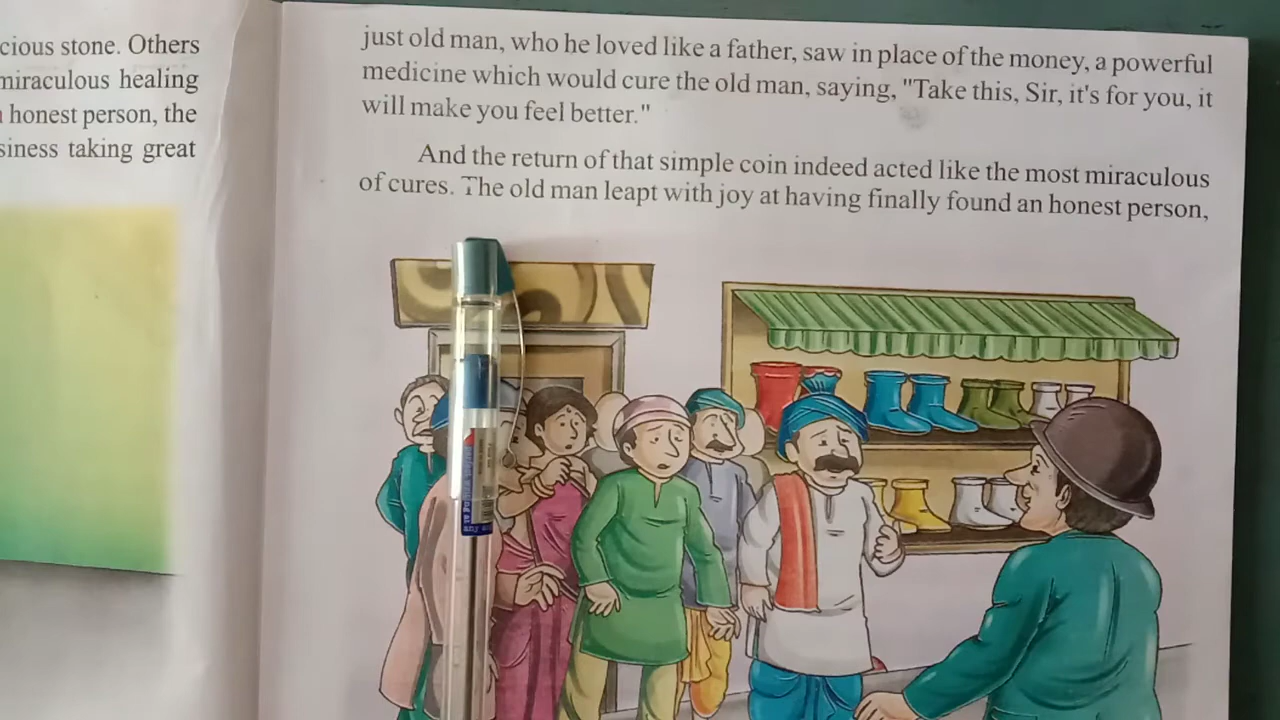 cious stone. Others
miraculous healing
honest person, the
siness taking great
just old man, who he loved like a father, saw in place of the money, a powerful
medicine which would cure the old man, saying, "Take this, Sir, it's for you, it
will make you feel better."
And the return of that simple coin indeed acted like the most miraculous
of cures. The old man leapt with joy at having finally found an honest person,